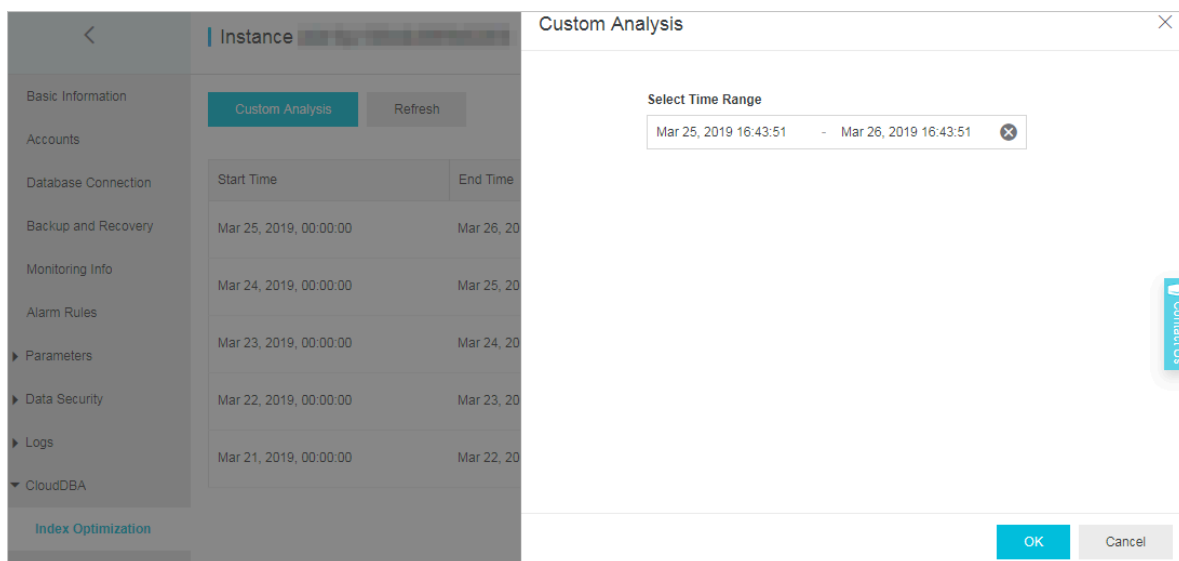 Instance
Custom Analysis
Basic Information
Accounts
Database Connection
Backup and Recovery
Monitoring Info
Alarm Rules
Parameters
Data Security
Logs
CloudDBA
Index Optimization
Custom Analysis
Refresh
Start Time
End Time
Mar 25, 2019, 00:00:00
Mar 26, 20
Mar 24, 2019, 00:00:00
Mar 25, 20
Mar 23, 2019, 00:00:00
Mar 24, 20
Mar 22, 2019, 00:00:00
Mar 23, 20
Mar 21, 2019, 00:00:00
Mar 22, 20
Select Time Range
Mar 25, 2019 16:43:51 - Mar 26, 2019 16:43:51
Contact Us
OK
Cancel